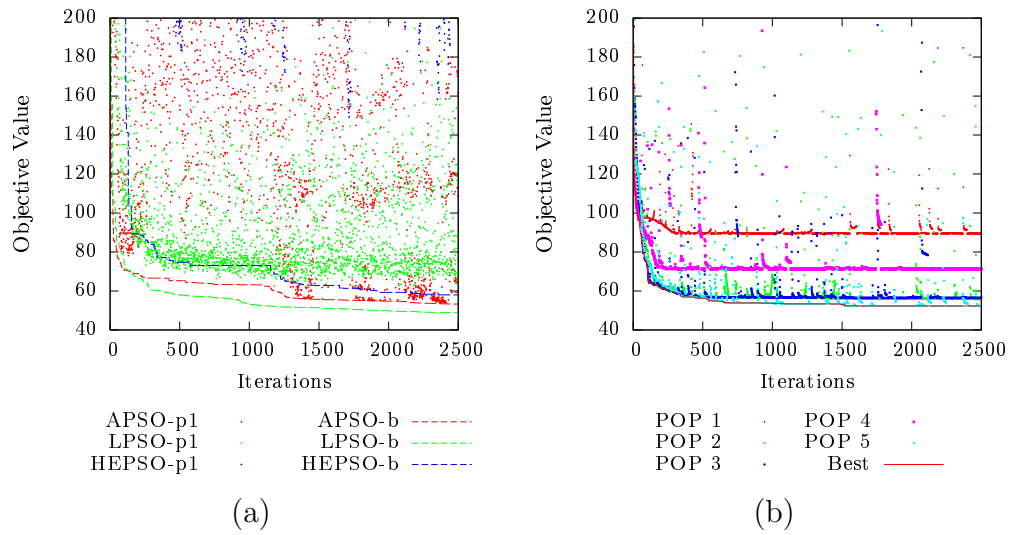 200
180
160
140
120
100
80
60
40
Objective Value
0 500 1000 1500 2000 2500
Iterations
APSO-p1 APSO-b
LPSO-p1 LPSO-b
HEPSO-p1 HEPSO-b
(a)
200
180
160
140
120
100
80
60
40
Objective Value
0 500 1000 1500 2000 2500
Iterations
POP 1 POP 4
POP 2 POP 5
POP 3 Best
(b)